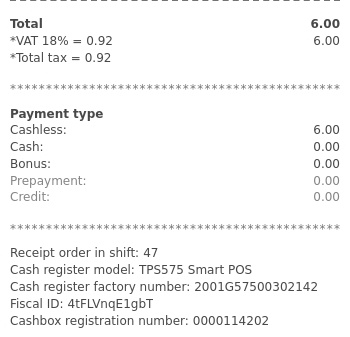 Total 6.00
*VAT 18% = 0.92 6.00
*Total tax = 0.92
************************************************
Payment type
Cashless: 6.00
Cash: 0.00
Bonus: 0.00
Prepayment: 0.00
Credit: 0.00
************************************************
Receipt order in shift: 47
Cash register model: TPS575 Smart POS
Cash register factory number: 2001G57500302142
Fiscal ID: 4tFLVnqE1gbT
Cashbox registration number: 0000114202